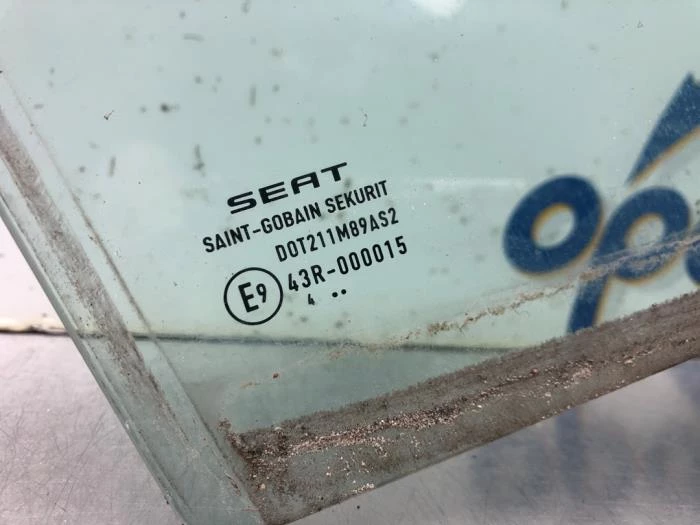 SEAT
SAINT-GOBAIN SEKURIT
DOT211M89AS2
E9 43R-000015
4 ..